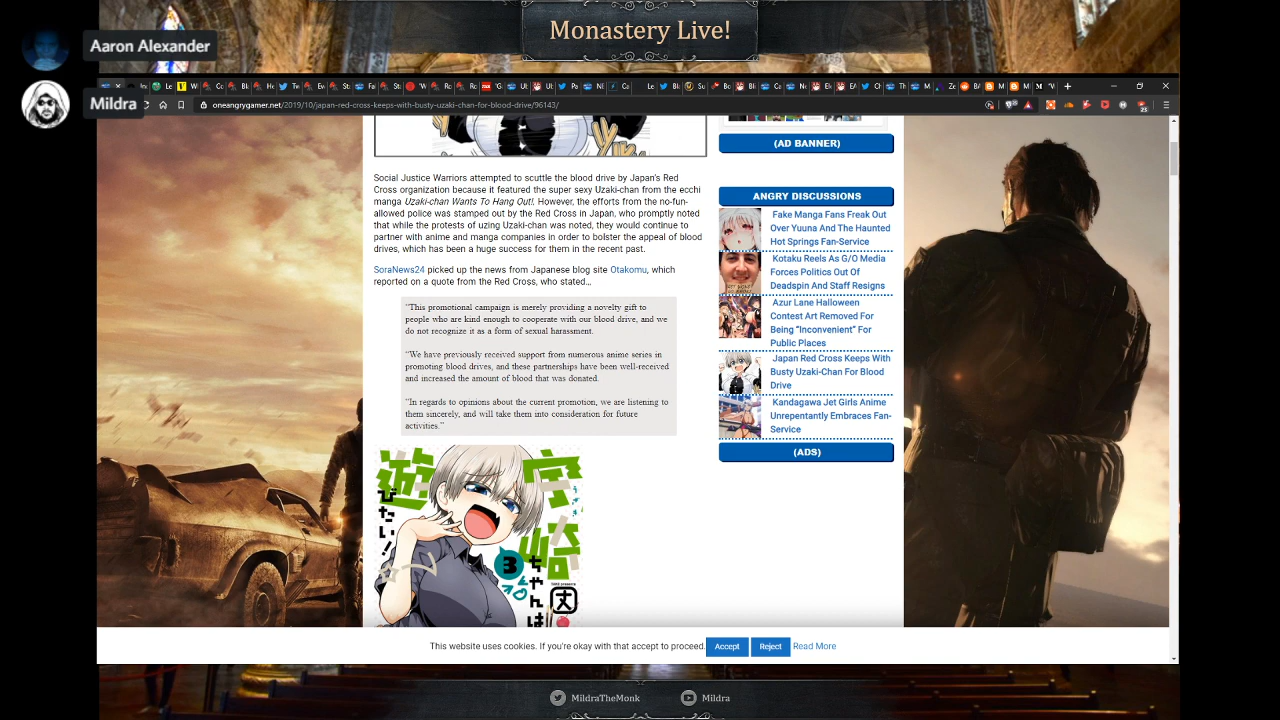 Monastery Live!
Aaron Alexander
Mildra
oneangrygamer.net/2019/10/japan-red-cross-keeps-with-busty-uzaki-chan-for-blood-drive/96143/
Social Justice Warriors attempted to scuttle the blood drive by Japan's Red
Cross organization because it featured the super sexy Uzaki-chan from the ecchi
manga Uzaki-chan Wants To Hang Out!. However, the efforts from the no-fun-
allowed police was stamped out by the Red Cross in Japan, who promptly noted
that while the protests of uzing Uzaki-chan was noted, they would continue to
partner with anime and manga companies in order to bolster the appeal of blood
drives, which has been a huge success for them in the recent past.
SoraNews24 picked up the news from Japanese blog site Otakomu, which
reported on a quote from the Red Cross, who stated...
"This promotional campaign is merely providing a novelty gift to
people who are kind enough to cooperate with our blood drive, and we
do not recognize it as a form of sexual harassment.
"We have previously received support from numerous anime series in
promoting blood drives, and these partnerships have been well-received
and increased the amount of blood that was donated.
"In regards to opinions about the current promotion, we are listening to
them sincerely, and will take them into consideration for future
activities."
宇崎
ちゃんは
遊
びたい!
3
丈
(AD BANNER)
ANGRY DISCUSSIONS
Fake Manga Fans Freak Out
Over Yuuna And The Haunted
Hot Springs Fan-Service
Kotaku Reels As G/O Media
Forces Politics Out Of
Deadspin And Staff Resigns
Azur Lane Halloween
Contest Art Removed For
Being "Inconvenient" For
Public Places
Japan Red Cross Keeps With
Busty Uzaki-Chan For Blood
Drive
Kandagawa Jet Girls Anime
Unrepentantly Embraces Fan-
Service
(ADS)
This website uses cookies. If you're okay with that accept to proceed. Accept Reject Read More
MildraTheMonk
Mildra